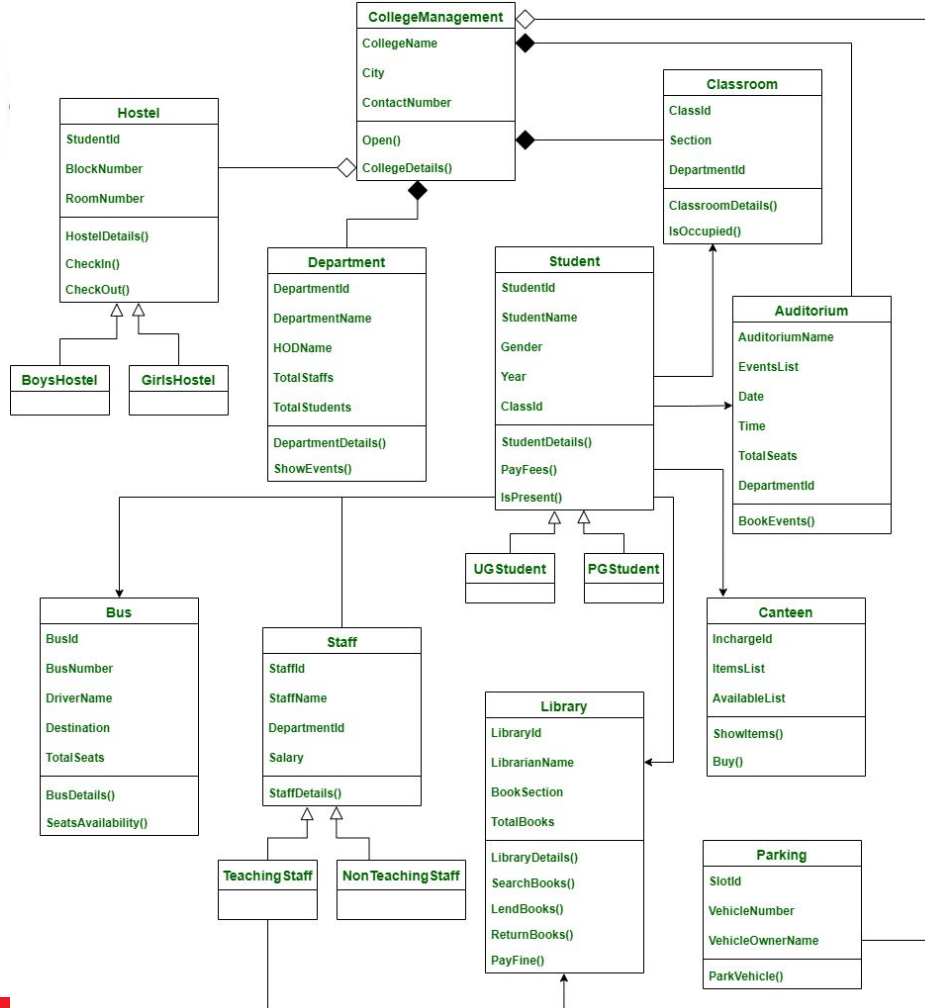 CollegeManagement
CollegeName
City
ContactNumber
Open()
CollegeDetails()
Classroom
ClassId
Section
DepartmentId
ClassroomDetails()
IsOccupied()
Hostel
StudentId
BlockNumber
RoomNumber
HostelDetails()
CheckIn()
CheckOut()
BoysHostel
GirlsHostel
Department
DepartmentId
DepartmentName
HODName
TotalStaffs
TotalStudents
DepartmentDetails()
ShowEvents()
Student
StudentId
StudentName
Gender
Year
ClassId
StudentDetails()
PayFees()
IsPresent()
UGStudent
PGStudent
Auditorium
AuditoriumName
EventsList
Date
Time
TotalSeats
DepartmentId
BookEvents()
Bus
BusId
BusNumber
DriverName
Destination
TotalSeats
BusDetails()
SeatsAvailability()
Staff
StaffId
StaffName
DepartmentId
Salary
StaffDetails()
TeachingStaff
NonTeachingStaff
Library
LibraryId
LibrarianName
BookSection
TotalBooks
LibraryDetails()
SearchBooks()
LendBooks()
ReturnBooks()
PayFine()
Canteen
InchargeId
ItemsList
AvailableList
ShowItems()
Buy()
Parking
SlotId
VehicleNumber
VehicleOwnerName
ParkVehicle()